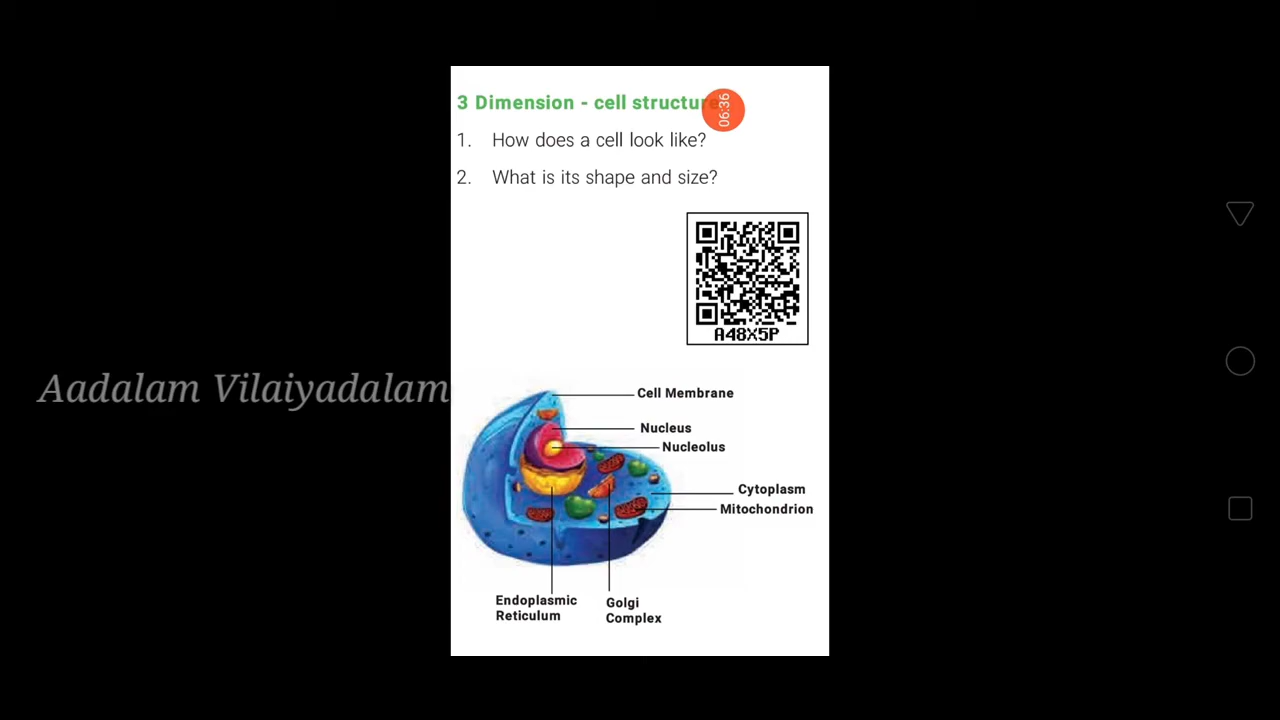 3 Dimension - cell structure
06:36
1. How does a cell look like?
2. What is its shape and size?
A48X5P
Aadalam Vilaiyadalam
Cell Membrane
Nucleus
Nucleolus
Cytoplasm
Mitochondrion
Endoplasmic
Reticulum
Golgi
Complex